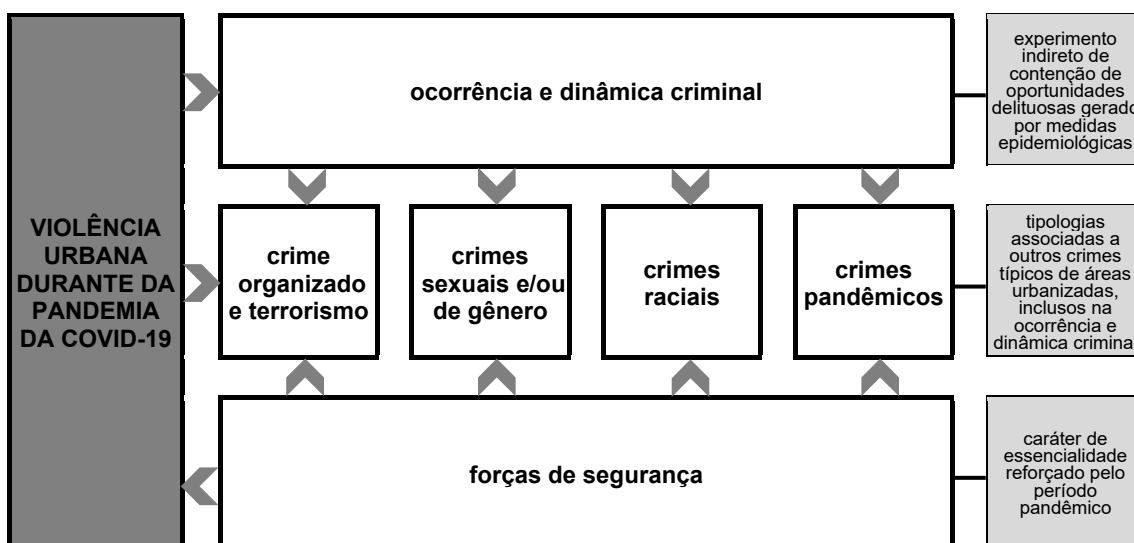 ocorrência e dinâmica criminal
experimento
indireto de
contenção de
oportunidades
delituosas gerado
por medidas
epidemiológicas
VIOLÊNCIA
URBANA
DURANTE DA
PANDEMIA
DA COVID-19
crime
organizado
e terrorismo
crimes
sexuais e/ou
de gênero
crimes
raciais
crimes
pandêmicos
tipologias
associadas a
outros crimes
típicos de áreas
urbanizadas,
inclusos na
ocorrência e
dinâmica criminal
forças de segurança
caráter de
essencialidade
reforçado pelo
período
pandêmico